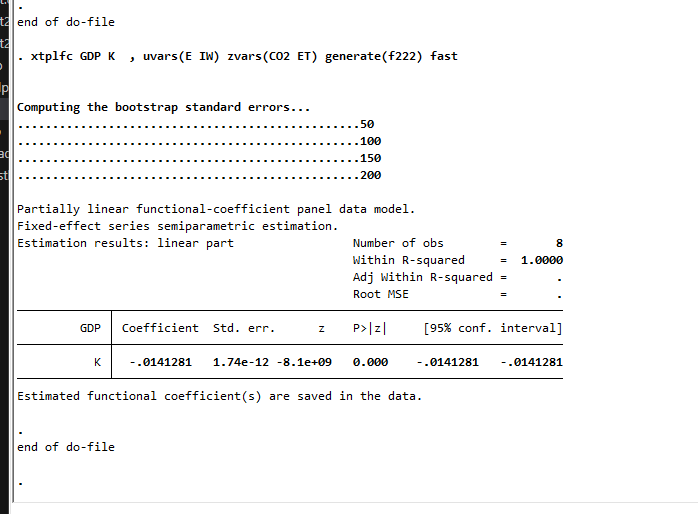 .
end of do-file
. xtplfc GDP K  , uvars(E IW) zvars(CO2 ET) generate(f222) fast
Computing the bootstrap standard errors...
..................................................50
..................................................100
..................................................150
..................................................200
Partially linear functional-coefficient panel data model.
Fixed-effect series semiparametric estimation.
Estimation results: linear part Number of obs = 8
Within R-squared = 1.0000
Adj Within R-squared = .
Root MSE = .
GDP Coefficient Std. err. z P>|z| [95% conf. interval]
K -.0141281 1.74e-12 -8.1e+09 0.000 -.0141281 -.0141281
Estimated functional coefficient(s) are saved in the data.
.
end of do-file
.